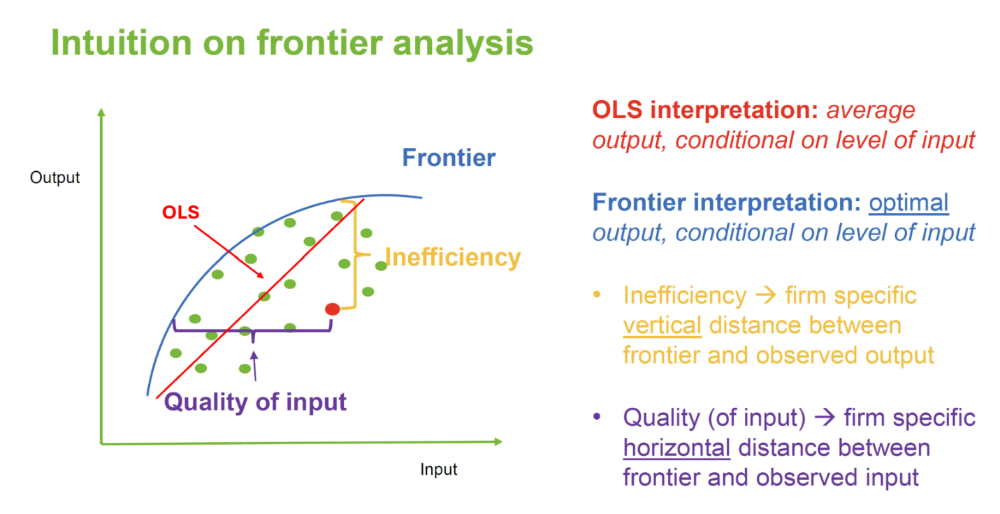 Intuition on frontier analysis
Output
OLS
Frontier
Inefficiency
Quality of input
Input
OLS interpretation: average
output, conditional on level of input
Frontier interpretation: optimal
output, conditional on level of input
• Inefficiency → firm specific
vertical distance between
frontier and observed output
• Quality (of input) → firm specific
horizontal distance between
frontier and observed input